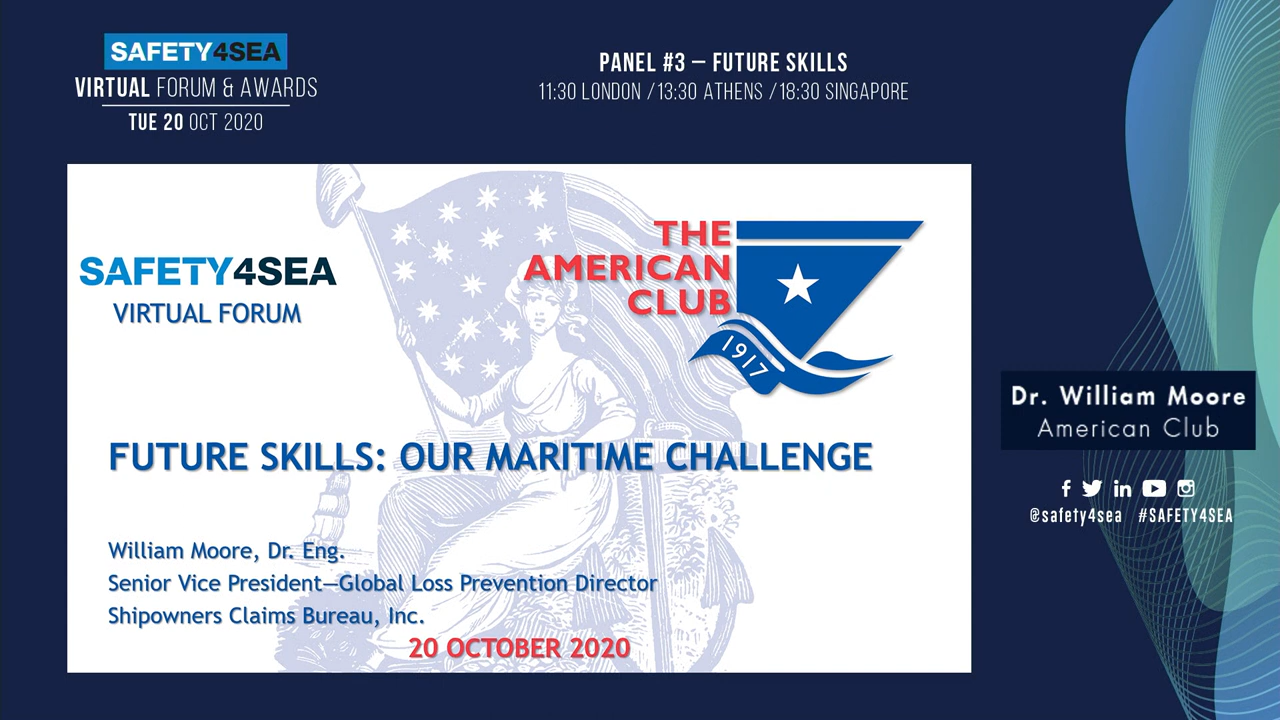 SAFETY4SEA
VIRTUAL FORUM & AWARDS
TUE 20 OCT 2020
PANEL #3 – FUTURE SKILLS
11:30 LONDON / 13:30 ATHENS / 18:30 SINGAPORE
SAFETY4SEA
VIRTUAL FORUM
THE
AMERICAN
CLUB
1917
FUTURE SKILLS: OUR MARITIME CHALLENGE
William Moore, Dr. Eng.
Senior Vice President—Global Loss Prevention Director
Shipowners Claims Bureau, Inc.
20 OCTOBER 2020
Dr. William Moore
American Club
@safety4sea #SAFETY4SEA